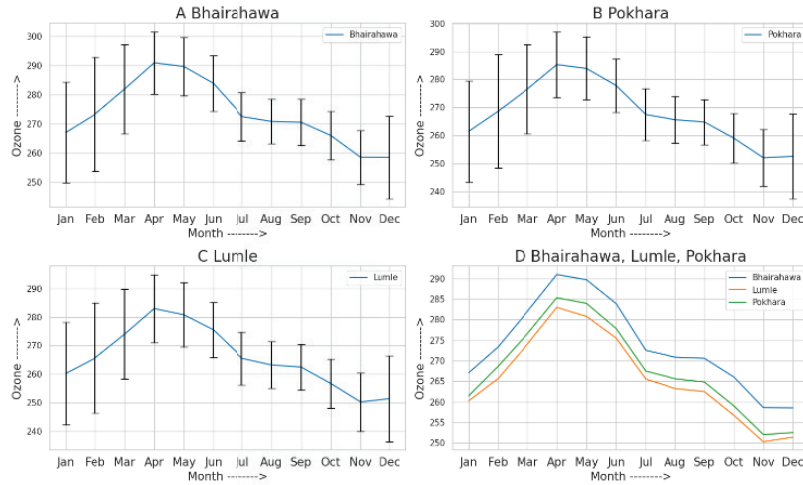 A Bhairahawa
Bhairahawa
300
290
280
270
260
250
Ozone -------->
Jan Feb Mar Apr May Jun Jul Aug Sep Oct Nov Dec
Month -------->
B Pokhara
Pokhara
300
290
280
270
260
250
240
Ozone -------->
Jan Feb Mar Apr May Jun Jul Aug Sep Oct Nov Dec
Month -------->
C Lumle
Lumle
290
280
270
260
250
240
Ozone -------->
Jan Feb Mar Apr May Jun Jul Aug Sep Oct Nov Dec
Month -------->
D Bhairahawa, Lumle, Pokhara
Bhairahawa
Lumle
Pokhara
290
285
280
275
270
265
260
255
250
Ozone -------->
Jan Feb Mar Apr May Jun Jul Aug Sep Oct Nov Dec
Month -------->